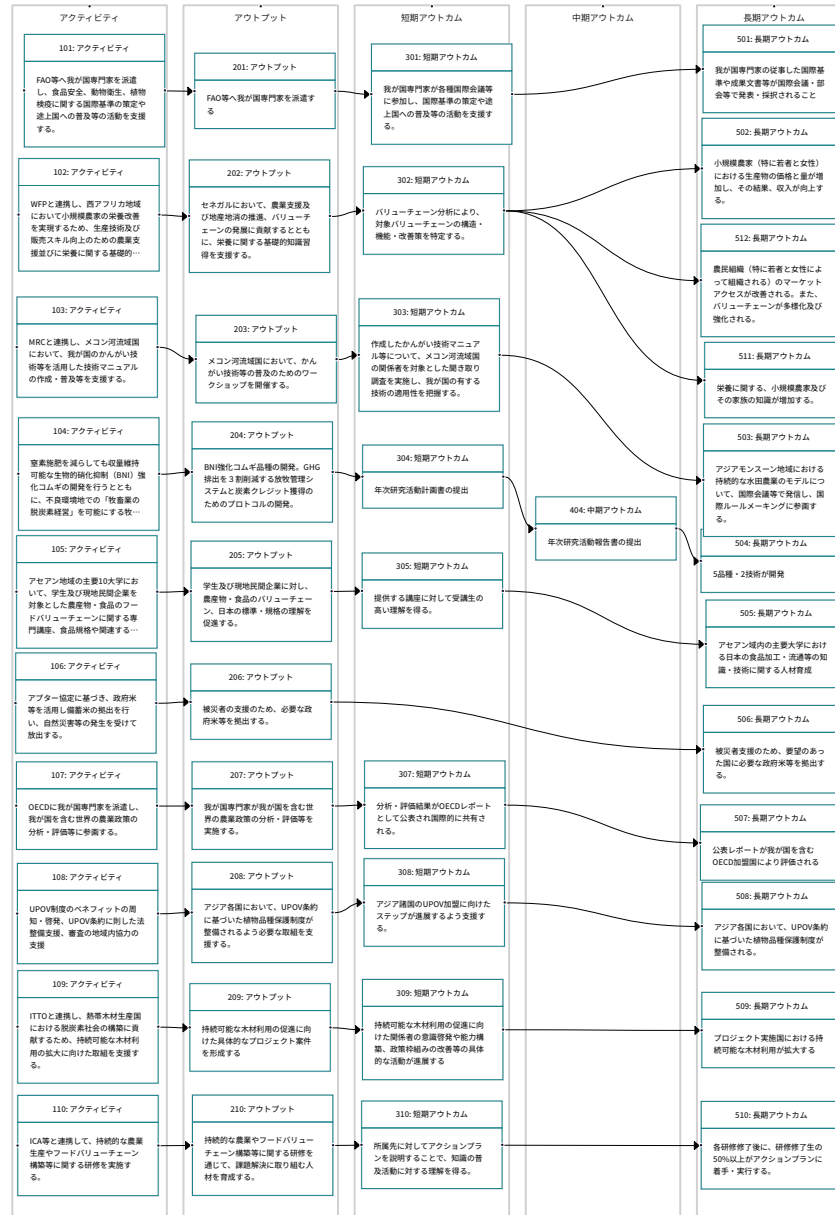 アクティビティ
101: アクティビティ
FAO等へ我が国専門家を派遣
し、食品安全、動物衛生、植物
検疫に関する国際基準の策定や
途上国への普及等の活動を支援
する。
102: アクティビティ
WFPと連携し、西アフリカ地域
において小規模農家の栄養改善
を実現するため、生産技術及び
販売スキル向上のための農業支
援並びに栄養に関する基礎的…
103: アクティビティ
MRCと連携し、メコン河流域国
において、我が国のかんがい技
術等を活用した技術マニュアル
の作成・普及等を支援する。
104: アクティビティ
窒素施肥を減らしても収量維持
可能な生物的硝化抑制（BNI）強
化コムギの開発を行うととも
に、不良環境地での「牧畜業の
脱炭素経営」を可能にする牧…
105: アクティビティ
アセアン地域の主要10大学にお
いて、学生及び現地民間企業を
対象とした農産物・食品のフー
ドバリューチェーンに関する専
門講座、食品規格や関連する…
106: アクティビティ
アプター協定に基づき、政府米
等を活用し備蓄米の拠出を行
い、自然災害等の発生を受けて
放出する。
107: アクティビティ
OECDに我が国専門家を派遣し、
我が国を含む世界の農業政策の
分析・評価等に参画する。
108: アクティビティ
UPOV制度のベネフィットの周
知・啓発、UPOV条約に則した法
整備支援、審査の地域内協力の
支援
109: アクティビティ
ITTOと連携し、熱帯木材生産国
における脱炭素社会の構築に貢
献するため、持続可能な木材利
用の拡大に向けた取組を支援す
る。
110: アクティビティ
ICA等と連携して、持続的な農業
生産やフードバリューチェーン
構築等に関する研修を実施す
る。
アウトプット
201: アウトプット
FAO等へ我が国専門家を派遣す
る
202: アウトプット
セネガルにおいて、農業支援及
び地産地消の推進、バリューチ
ェーンの発展に貢献するととも
に、栄養に関する基礎的知識習
得を支援する。
203: アウトプット
メコン河流域国において、かん
がい技術等の普及のためのワー
クショップを開催する。
204: アウトプット
BNI強化コムギ品種の開発。GHG
排出を３割削減する放牧管理シ
ステムと炭素クレジット獲得の
ためのプロトコルの開発。
205: アウトプット
学生及び現地民間企業に対し、
農産物・食品のバリューチェー
ン、日本の標準・規格の理解を
促進する。
206: アウトプット
被災者の支援のため、必要な政
府米等を拠出する。
207: アウトプット
我が国専門家が我が国を含む世
界の農業政策の分析・評価等を
実施する。
208: アウトプット
アジア各国において、UPOV条約
に基づいた植物品種保護制度が
整備されるよう必要な取組を支
援する。
209: アウトプット
持続可能な木材利用の促進に向
けた具体的なプロジェクト案件
を形成する
210: アウトプット
持続的な農業やフードバリュー
チェーン構築等に関する研修を
通じて、課題解決に取り組む人
材を育成する。
短期アウトカム
301: 短期アウトカム
我が国専門家が各種国際会議等
に参加し、国際基準の策定や途
上国への普及等の活動を支援す
る。
302: 短期アウトカム
バリューチェーン分析により、
対象バリューチェーンの構造・
機能・改善策を特定する。
303: 短期アウトカム
作成したかんがい技術マニュア
ル等について、メコン河流域国
の関係者を対象とした聞き取り
調査を実施し、我が国の有する
技術の適用性を把握する。
304: 短期アウトカム
年次研究活動計画書の提出
305: 短期アウトカム
提供する講座に対して受講生の
高い理解を得る。
307: 短期アウトカム
分析・評価結果がOECDレポート
として公表され国際的に共有さ
れる。
308: 短期アウトカム
アジア諸国のUPOV加盟に向けた
ステップが進展するよう支援す
る。
309: 短期アウトカム
持続可能な木材利用の促進に向
けた関係者の意識啓発や能力構
築、政策枠組みの改善等の具体
的な活動が進展する
310: 短期アウトカム
所属先に対してアクションプラ
ンを説明することで、知識の普
及活動に対する理解を得る。
中期アウトカム
404: 中期アウトカム
年次研究活動報告書の提出
長期アウトカム
501: 長期アウトカム
我が国専門家の従事した国際基
準や成果文書等が国際会議・部
会等で発表・採択されること
502: 長期アウトカム
小規模農家（特に若者と女性）
における生産物の価格と量が増
加し、その結果、収入が向上す
る。
512: 長期アウトカム
農民組織（特に若者と女性によ
って組織される）のマーケット
アクセスが改善される。また、
バリューチェーンが多様化及び
強化される。
511: 長期アウトカム
栄養に関する、小規模農家及び
その家族の知識が増加する。
503: 長期アウトカム
アジアモンスーン地域における
持続的な水田農業のモデルにつ
いて、国際会議等で発信し、国
際ルールメーキングに参画す
る。
504: 長期アウトカム
5品種・2技術が開発
505: 長期アウトカム
アセアン域内の主要大学におけ
る日本の食品加工・流通等の知
識・技術に関する人材育成
506: 長期アウトカム
被災者支援のため、要望のあっ
た国に必要な政府米等を拠出す
る。
507: 長期アウトカム
公表レポートが我が国を含む
OECD加盟国により評価される
508: 長期アウトカム
アジア各国において、UPOV条約
に基づいた植物品種保護制度が
整備される。
509: 長期アウトカム
プロジェクト実施国における持
続可能な木材利用が拡大する
510: 長期アウトカム
各研修修了後に、研修修了生の
50%以上がアクションプランに
着手・実行する。